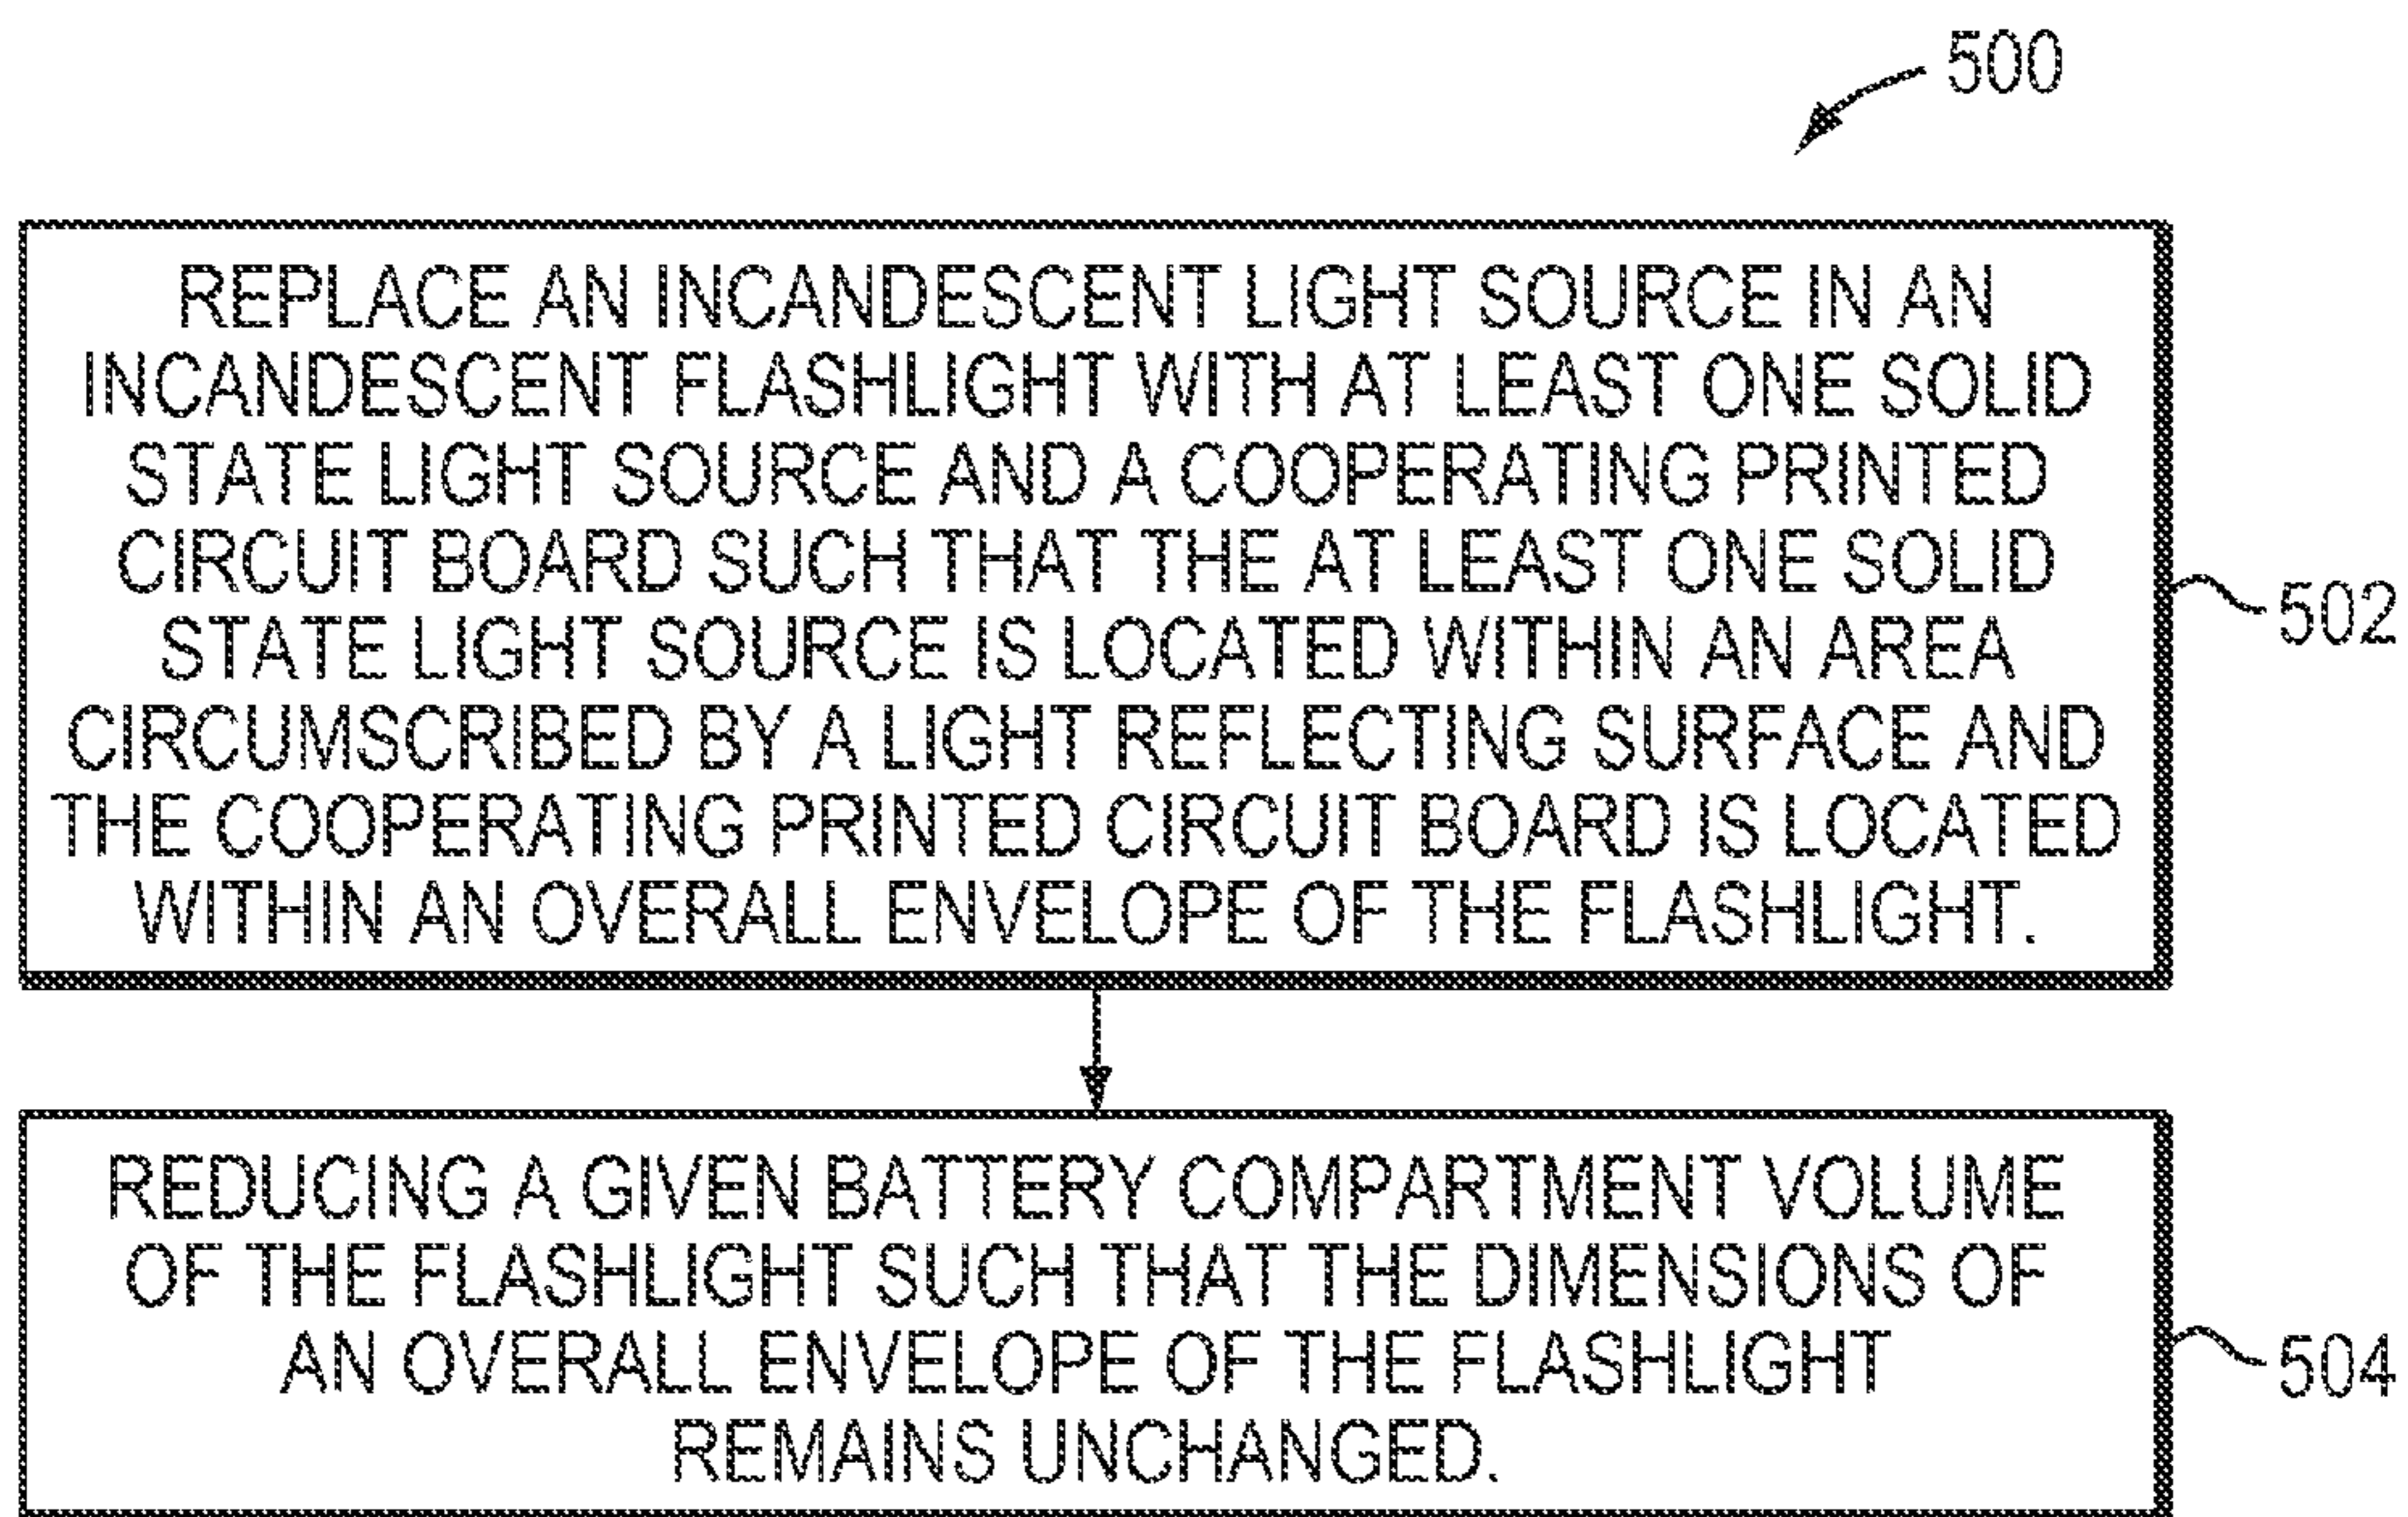 500
REPLACE AN INCANDESCENT LIGHT SOURCE IN AN
INCANDESCENT FLASHLIGHT WITH AT LEAST ONE SOLID
STATE LIGHT SOURCE AND A COOPERATING PRINTED
CIRCUIT BOARD SUCH THAT THE AT LEAST ONE SOLID
STATE LIGHT SOURCE IS LOCATED WITHIN AN AREA
CIRCUMSCRIBED BY A LIGHT REFLECTING SURFACE AND
THE COOPERATING PRINTED CIRCUIT BOARD IS LOCATED
WITHIN AN OVERALL ENVELOPE OF THE FLASHLIGHT.
502
REDUCING A GIVEN BATTERY COMPARTMENT VOLUME
OF THE FLASHLIGHT SUCH THAT THE DIMENSIONS OF
AN OVERALL ENVELOPE OF THE FLASHLIGHT
REMAINS UNCHANGED.
504